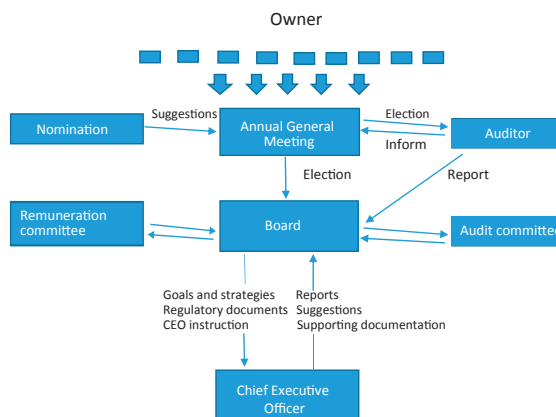 Owner
Suggestions
Election
Nomination
Annual General
Meeting
Auditor
Inform
Election
Report
Remuneration
committee
Board
Audit committee
Goals and strategies
Regulatory documents
CEO instruction
Reports
Suggestions
Supporting documentation
Chief Executive
Officer